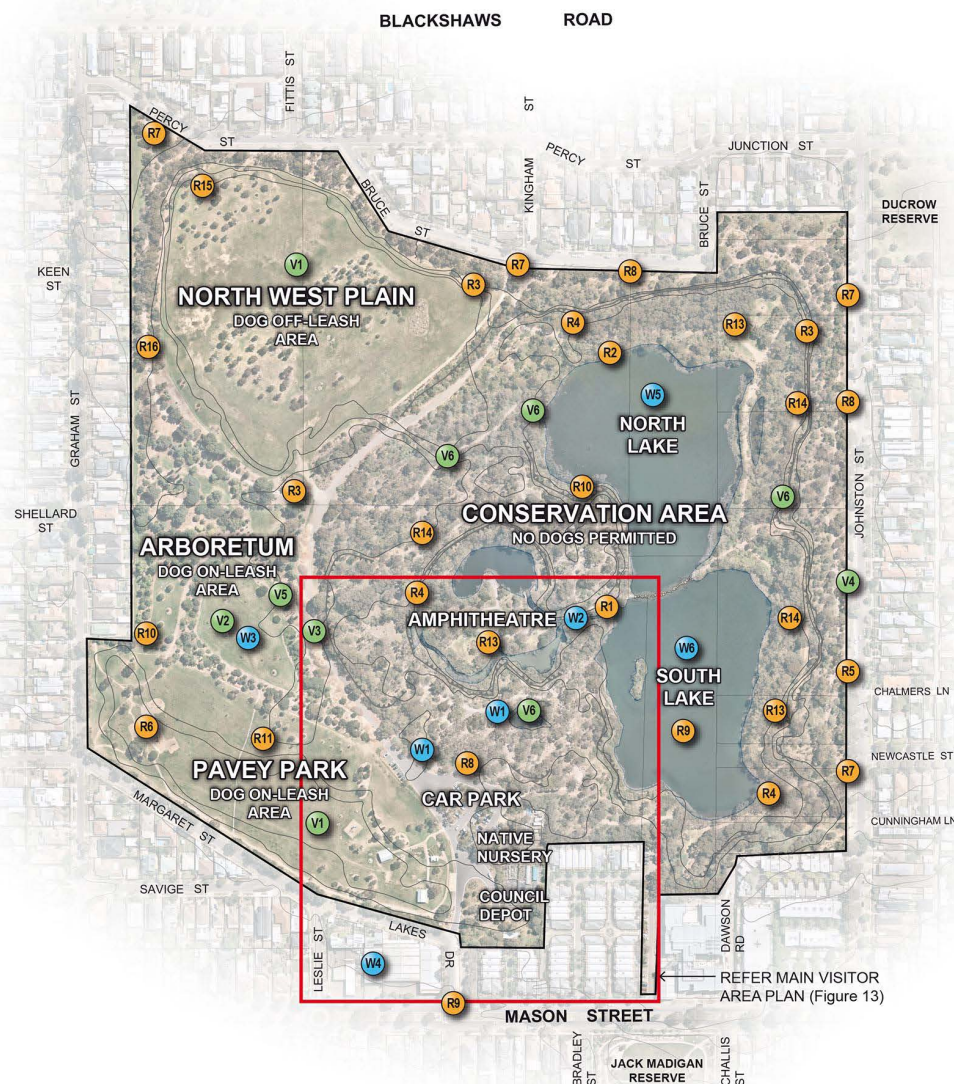 BLACKSHAWS ROAD
FITTIS ST
PERCY ST
R7
KINGHAM ST
PERCY ST
JUNCTION ST
R15
BRUCE ST
BRUCE ST
DUCROW
RESERVE
KEEN
ST
V1
R7
R8
R3
R7
NORTH WEST PLAIN
DOG OFF-LEASH
AREA
R4
R13
R3
R16
R2
W5
R14
R8
GRAHAM ST
V6
NORTH
LAKE
V6
JOHNSTON ST
R3
R10
V6
SHELLARD
ST
CONSERVATION AREA
NO DOGS PERMITTED
R14
ARBORETUM
DOG ON-LEASH
AREA
V4
V5
R4
R1
V2
AMPHITHEATRE
W2
R14
R10
W3
V3
R13
W6
SOUTH
LAKE
R5
CHALMERS LN
W1
V6
R13
R6
R11
R9
W1
R8
NEWCASTLE ST
R7
PAVEY PARK
DOG ON-LEASH
AREA
CAR PARK
R4
MARGARET ST
V1
CUNNINGHAM LN
NATIVE
NURSERY
SAVIGE ST
COUNCIL
DEPOT
LAKES DR
LESLIE ST
DAWSON
RD
W4
REFER MAIN VISITOR
AREA PLAN (Figure 13)
R9
MASON STREET
BRADLEY
ST
JACK MADIGAN
RESERVE
CHALLIS
ST